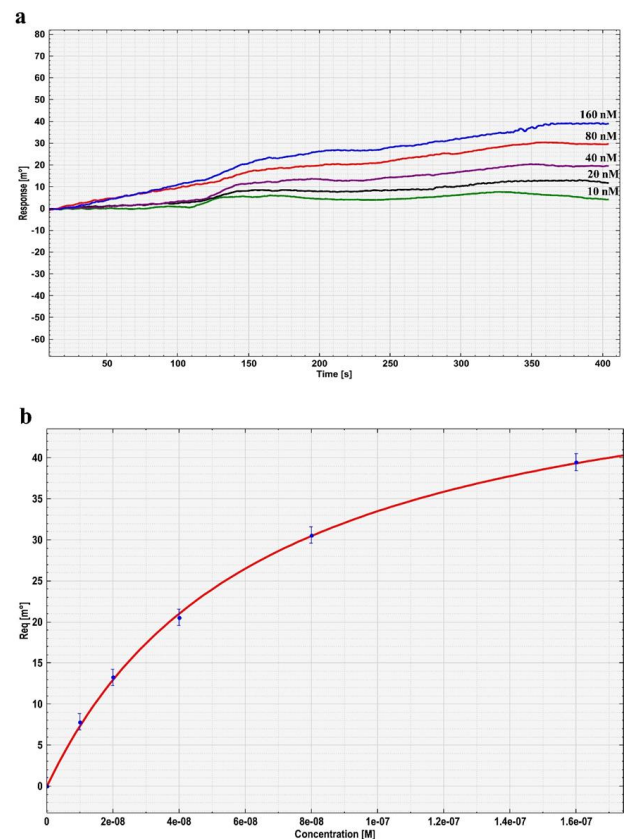 a
80
70
60
50
40
30
20
10
0
-10
-20
-30
-40
-50
-60
Response [m°]
160 nM
80 nM
40 nM
20 nM
10 nM
50 100 150 200 250 300 350 400
Time [s]
b
40
35
30
25
20
15
10
5
0
Req [m°]
2e-08 4e-08 6e-08 8e-08 1e-07 1.2e-07 1.4e-07 1.6e-07
0
Concentration [M]